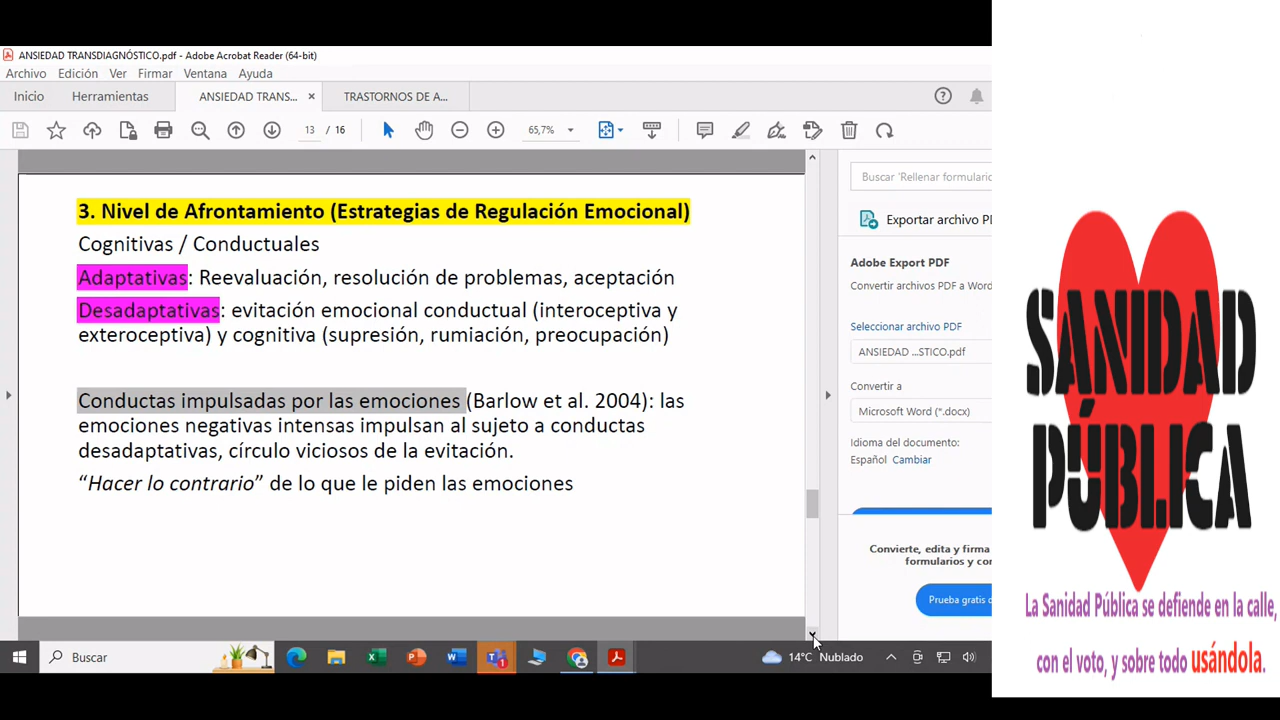 ANSIEDAD TRANSDIAGNÓSTICO.pdf - Adobe Acrobat Reader (64-bit)
Archivo Edición Ver Firmar Ventana Ayuda
Inicio Herramientas ANSIEDAD TRANS... × TRASTORNOS DE A...
13 / 16 65,7%
3. Nivel de Afrontamiento (Estrategias de Regulación Emocional)
Cognitivas / Conductuales
Adaptativas: Reevaluación, resolución de problemas, aceptación
Desadaptativas: evitación emocional conductual (interoceptiva y
exteroceptiva) y cognitiva (supresión, rumiación, preocupación)
Conductas impulsadas por las emociones (Barlow et al. 2004): las
emociones negativas intensas impulsan al sujeto a conductas
desadaptativas, círculo viciosos de la evitación.
“Hacer lo contrario” de lo que le piden las emociones
Buscar 'Rellenar formulario
Exportar archivo PD
Adobe Export PDF
Convertir archivos PDF a Word
Seleccionar archivo PDF
ANSIEDAD ...STICO.pdf
Convertir a
Microsoft Word (*.docx)
Idioma del documento:
Español Cambiar
Convierte, edita y firma
formularios y con
Prueba gratis d
Buscar
14°C Nublado
SANIDAD
PÚBLICA
La Sanidad Pública se defiende en la calle,
con el voto, y sobre todo usándola.